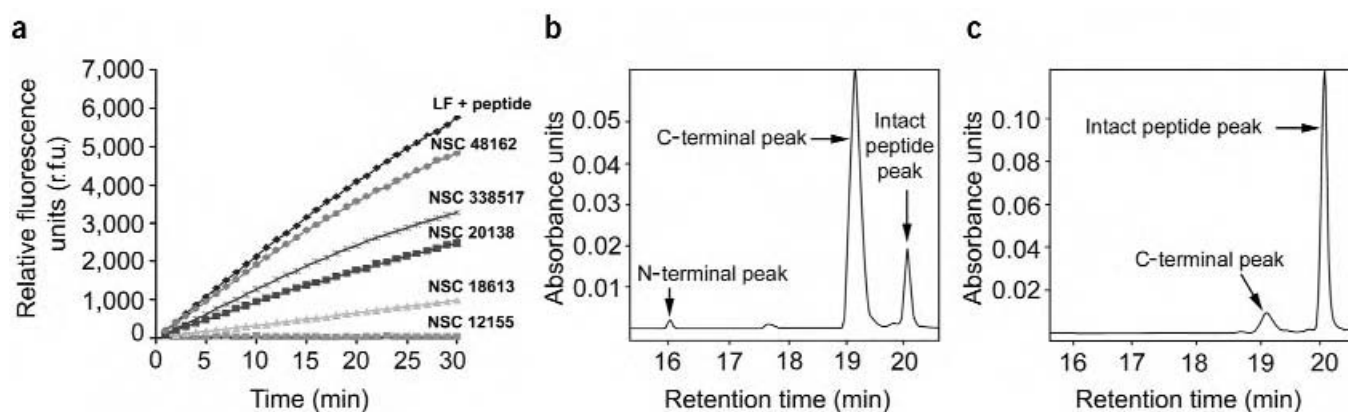 a
Relative fluorescence
units (r.f.u.)
7,000
6,000
5,000
4,000
3,000
2,000
1,000
0
LF + peptide
NSC 48162
NSC 338517
NSC 20138
NSC 18613
NSC 12155
0 5 10 15 20 25 30
Time (min)
b
Absorbance units
0.05
0.04
0.03
0.02
0.01
C-terminal peak
Intact
peptide
peak
N-terminal peak
16 17 18 19 20
Retention time (min)
c
Absorbance units
0.10
0.08
0.06
0.04
0.02
Intact peptide peak
C-terminal peak
16 17 18 19 20
Retention time (min)